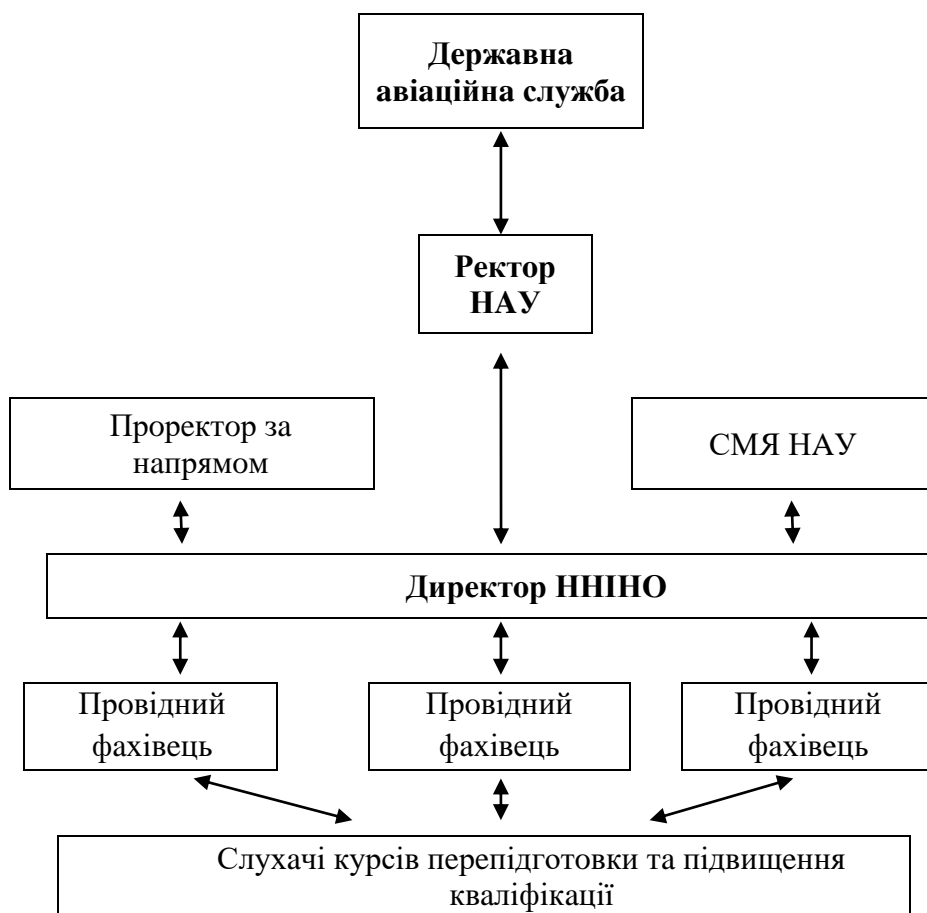 Державна
авіаційна служба
Ректор
НАУ
Проректор за
напрямом
СМЯ НАУ
Директор ННІНО
Провідний
фахівець
Провідний
фахівець
Провідний
фахівець
Слухачі курсів перепідготовки та підвищення
кваліфікації